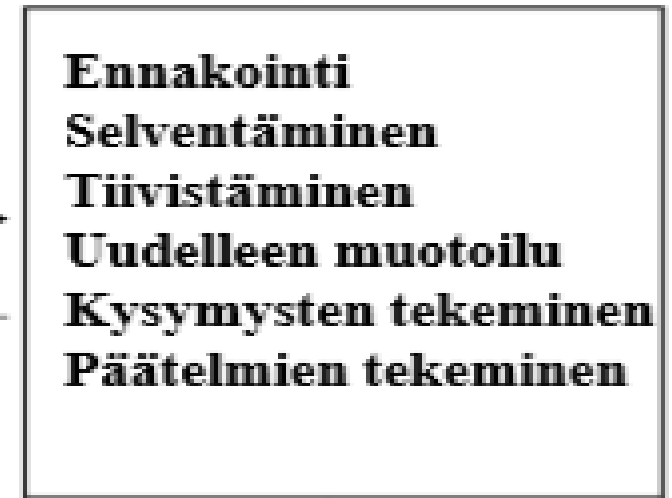 Ennakointi
Selventäminen
Tiivistäminen
Uudelleen muotoilu
Kysymysten tekeminen
Päätelmien tekeminen